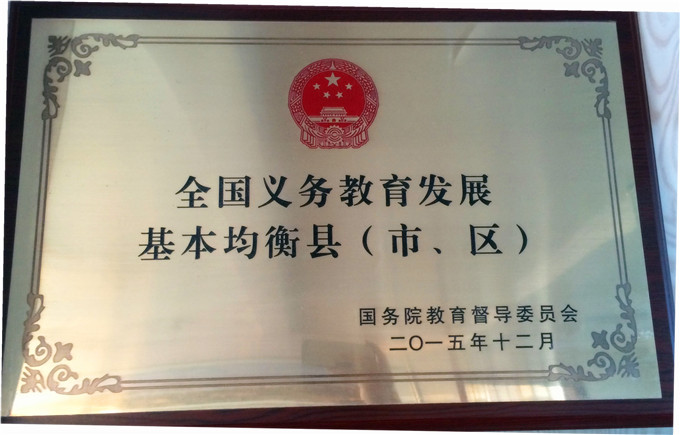 全国义务教育发展
基本均衡县（市、区）
国务院教育督导委员会
二〇一五年十二月